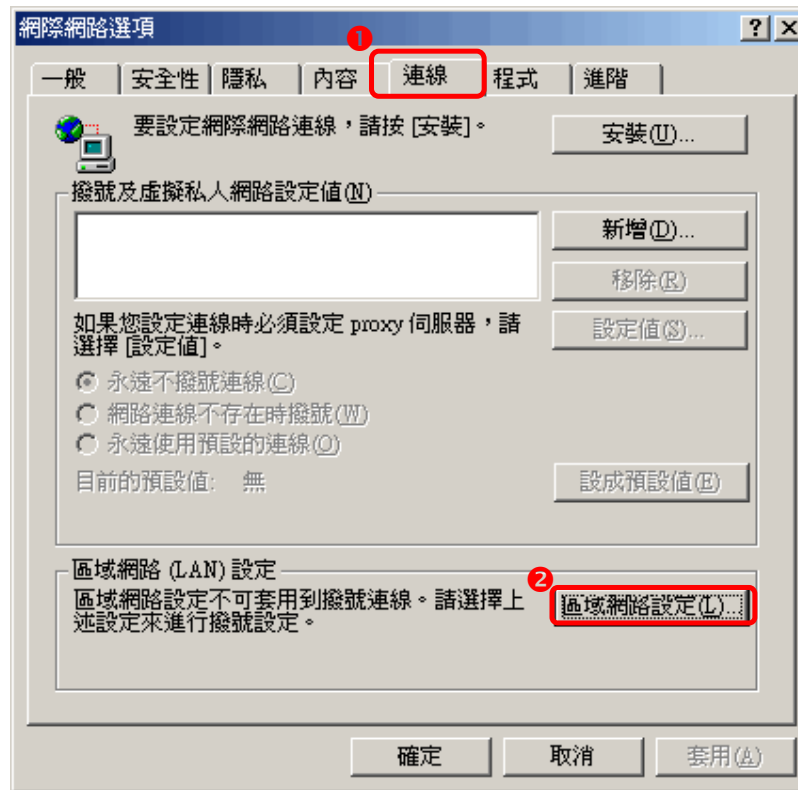 網際網路選項
❶
一般 安全性 隱私 內容 連線 程式 進階
要設定網際網路連線，請按 [安裝]。
安裝(U)...
撥號及虛擬私人網路設定值(N)
新增(D)...
移除(R)
如果您設定連線時必須設定 proxy 伺服器，請
選擇 [設定值]。
設定值(S)...
永遠不撥號連線(C)
網路連線不存在時撥號(W)
永遠使用預設的連線(O)
目前的預設值: 無
設成預設值(E)
區域網路 (LAN) 設定
❷
區域網路設定不可套用到撥號連線。請選擇上
述設定來進行撥號設定。
區域網路設定(L)...
確定 取消 套用(A)